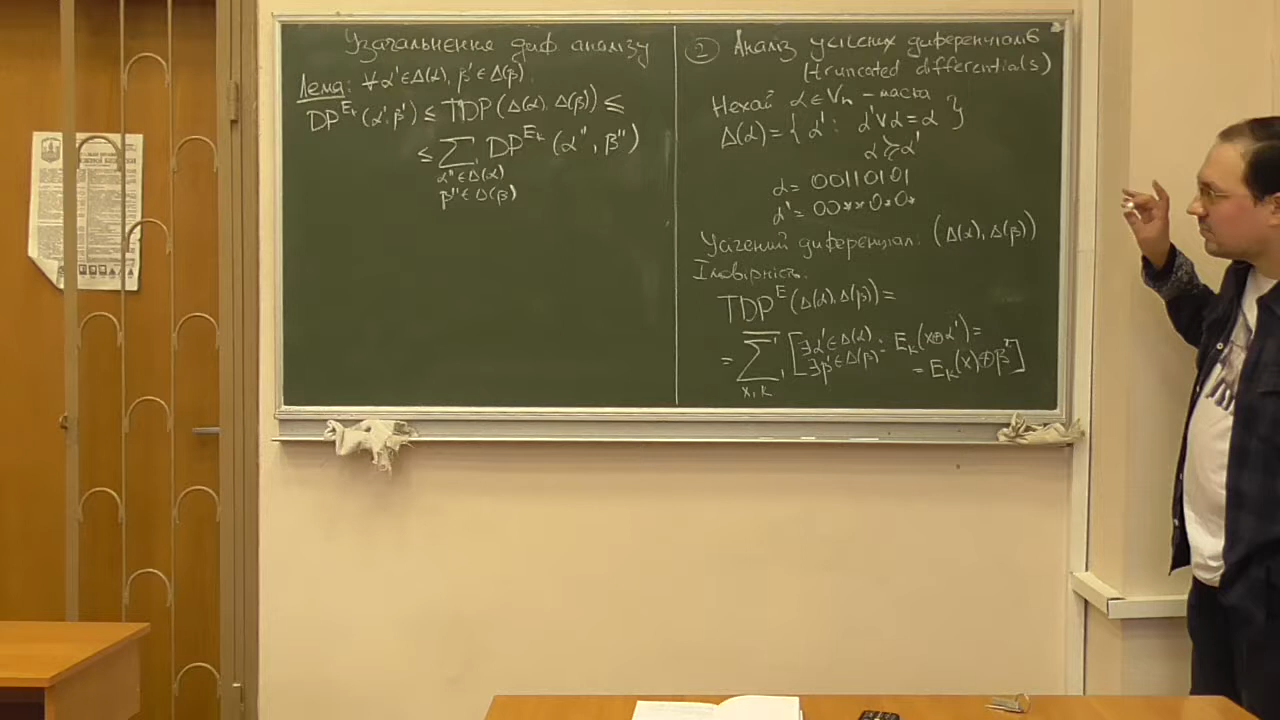 Узагальнення диф. аналізу
Лема: ∀ α'∈Δ(α), β'∈Δ(β)
DP^{E_k}(α', β') ≤ TDP(Δ(α), Δ(β)) ≤
≤ ∑ DP^{E_k}(α'', β'')
α''∈Δ(α)
β''∈Δ(β)
② Аналіз усічених диференціалів
(truncated differentials)
Нехай α ∈ V_n – маска
Δ(α) = { α' : α'∨α = α }
α ≽ α'
α = 00110101
α' = 00**0*0*
Усічений диференціал: (Δ(α), Δ(β))
Імовірність:
TDP^E(Δ(α), Δ(β)) =
= ∑ [ ∃α'∈Δ(α) : E_k(x⊕α') =
∃β'∈Δ(β) = E_k(x)⊕β' ]
x, k